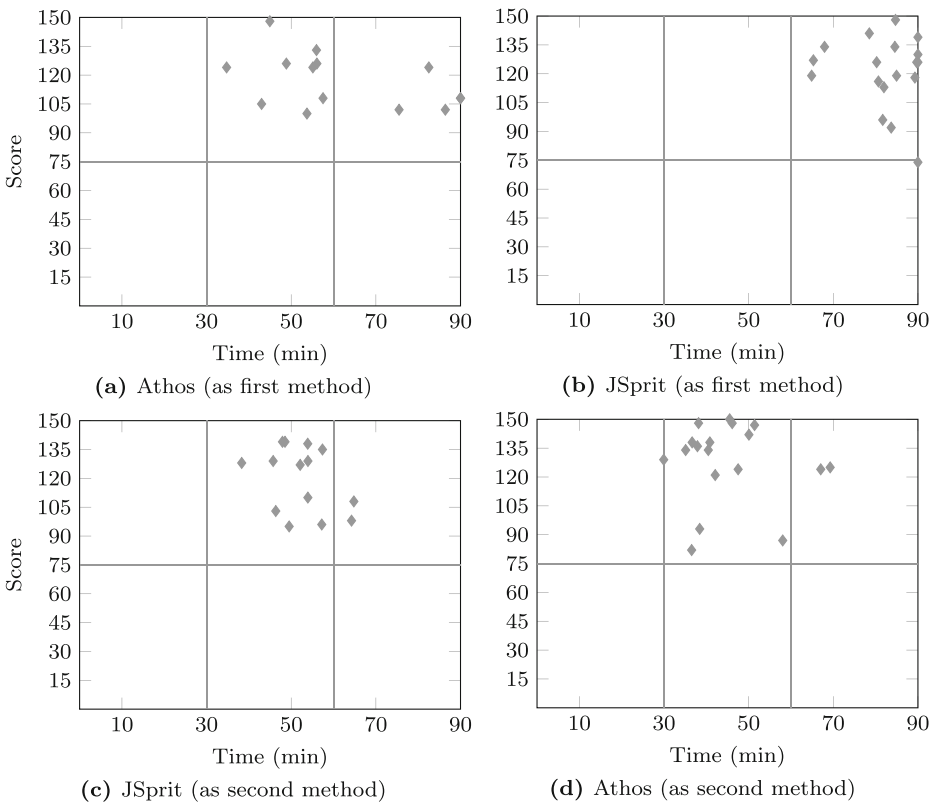 150
135
120
105
90
75
60
45
30
15
Score
10 30 50 70 90
Time (min)
(a) Athos (as first method)
150
135
120
105
90
75
60
45
30
15
10 30 50 70 90
Time (min)
(b) JSprit (as first method)
150
135
120
105
90
75
60
45
30
15
Score
10 30 50 70 90
Time (min)
(c) JSprit (as second method)
150
135
120
105
90
75
60
45
30
15
10 30 50 70 90
Time (min)
(d) Athos (as second method)